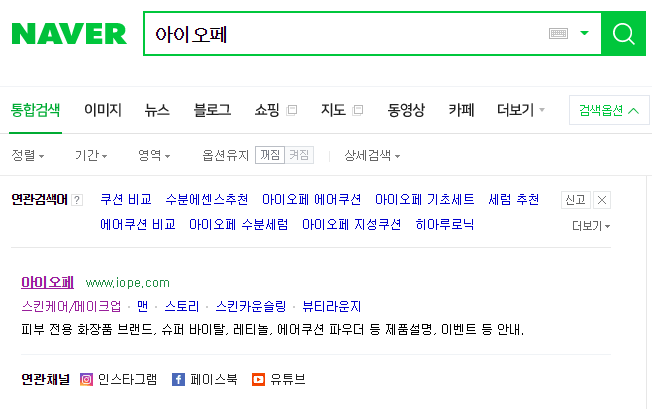 NAVER 아이오페
통합검색 이미지 뉴스 블로그 쇼핑 지도 동영상 카페 더보기 검색옵션
정렬 기간 영역 옵션유지 꺼짐 켜짐 상세검색
연관검색어 ? 쿠션 비교 수분에센스추천 아이오페 에어쿠션 아이오페 기초세트 세럼 추천 신고
에어쿠션 비교 아이오페 수분세럼 아이오페 지성쿠션 히아루로닉 더보기
아이오페 www.iope.com
스킨케어/메이크업 · 맨 · 스토리 · 스킨카운슬링 · 뷰티라운지
피부 전용 화장품 브랜드, 슈퍼 바이탈, 레티놀, 에어쿠션 파우더 등 제품설명, 이벤트 등 안내.
연관채널 인스타그램 페이스북 유튜브